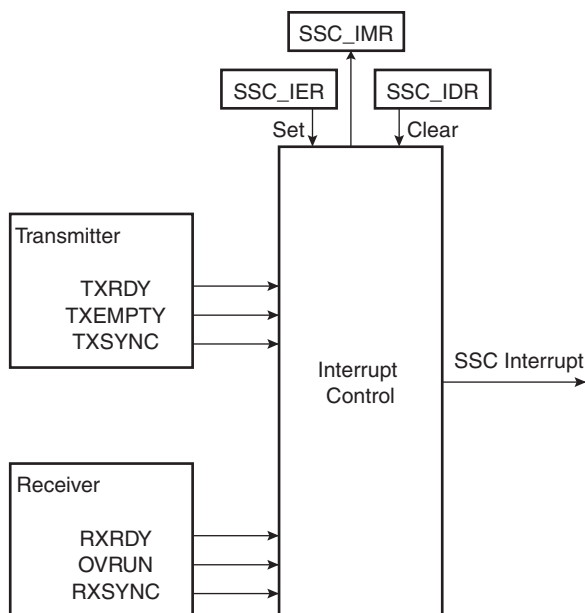 SSC_IMR
SSC_IER
SSC_IDR
Set
Clear
Transmitter
TXRDY
TXEMPTY
TXSYNC
Interrupt
Control
SSC Interrupt
Receiver
RXRDY
OVRUN
RXSYNC